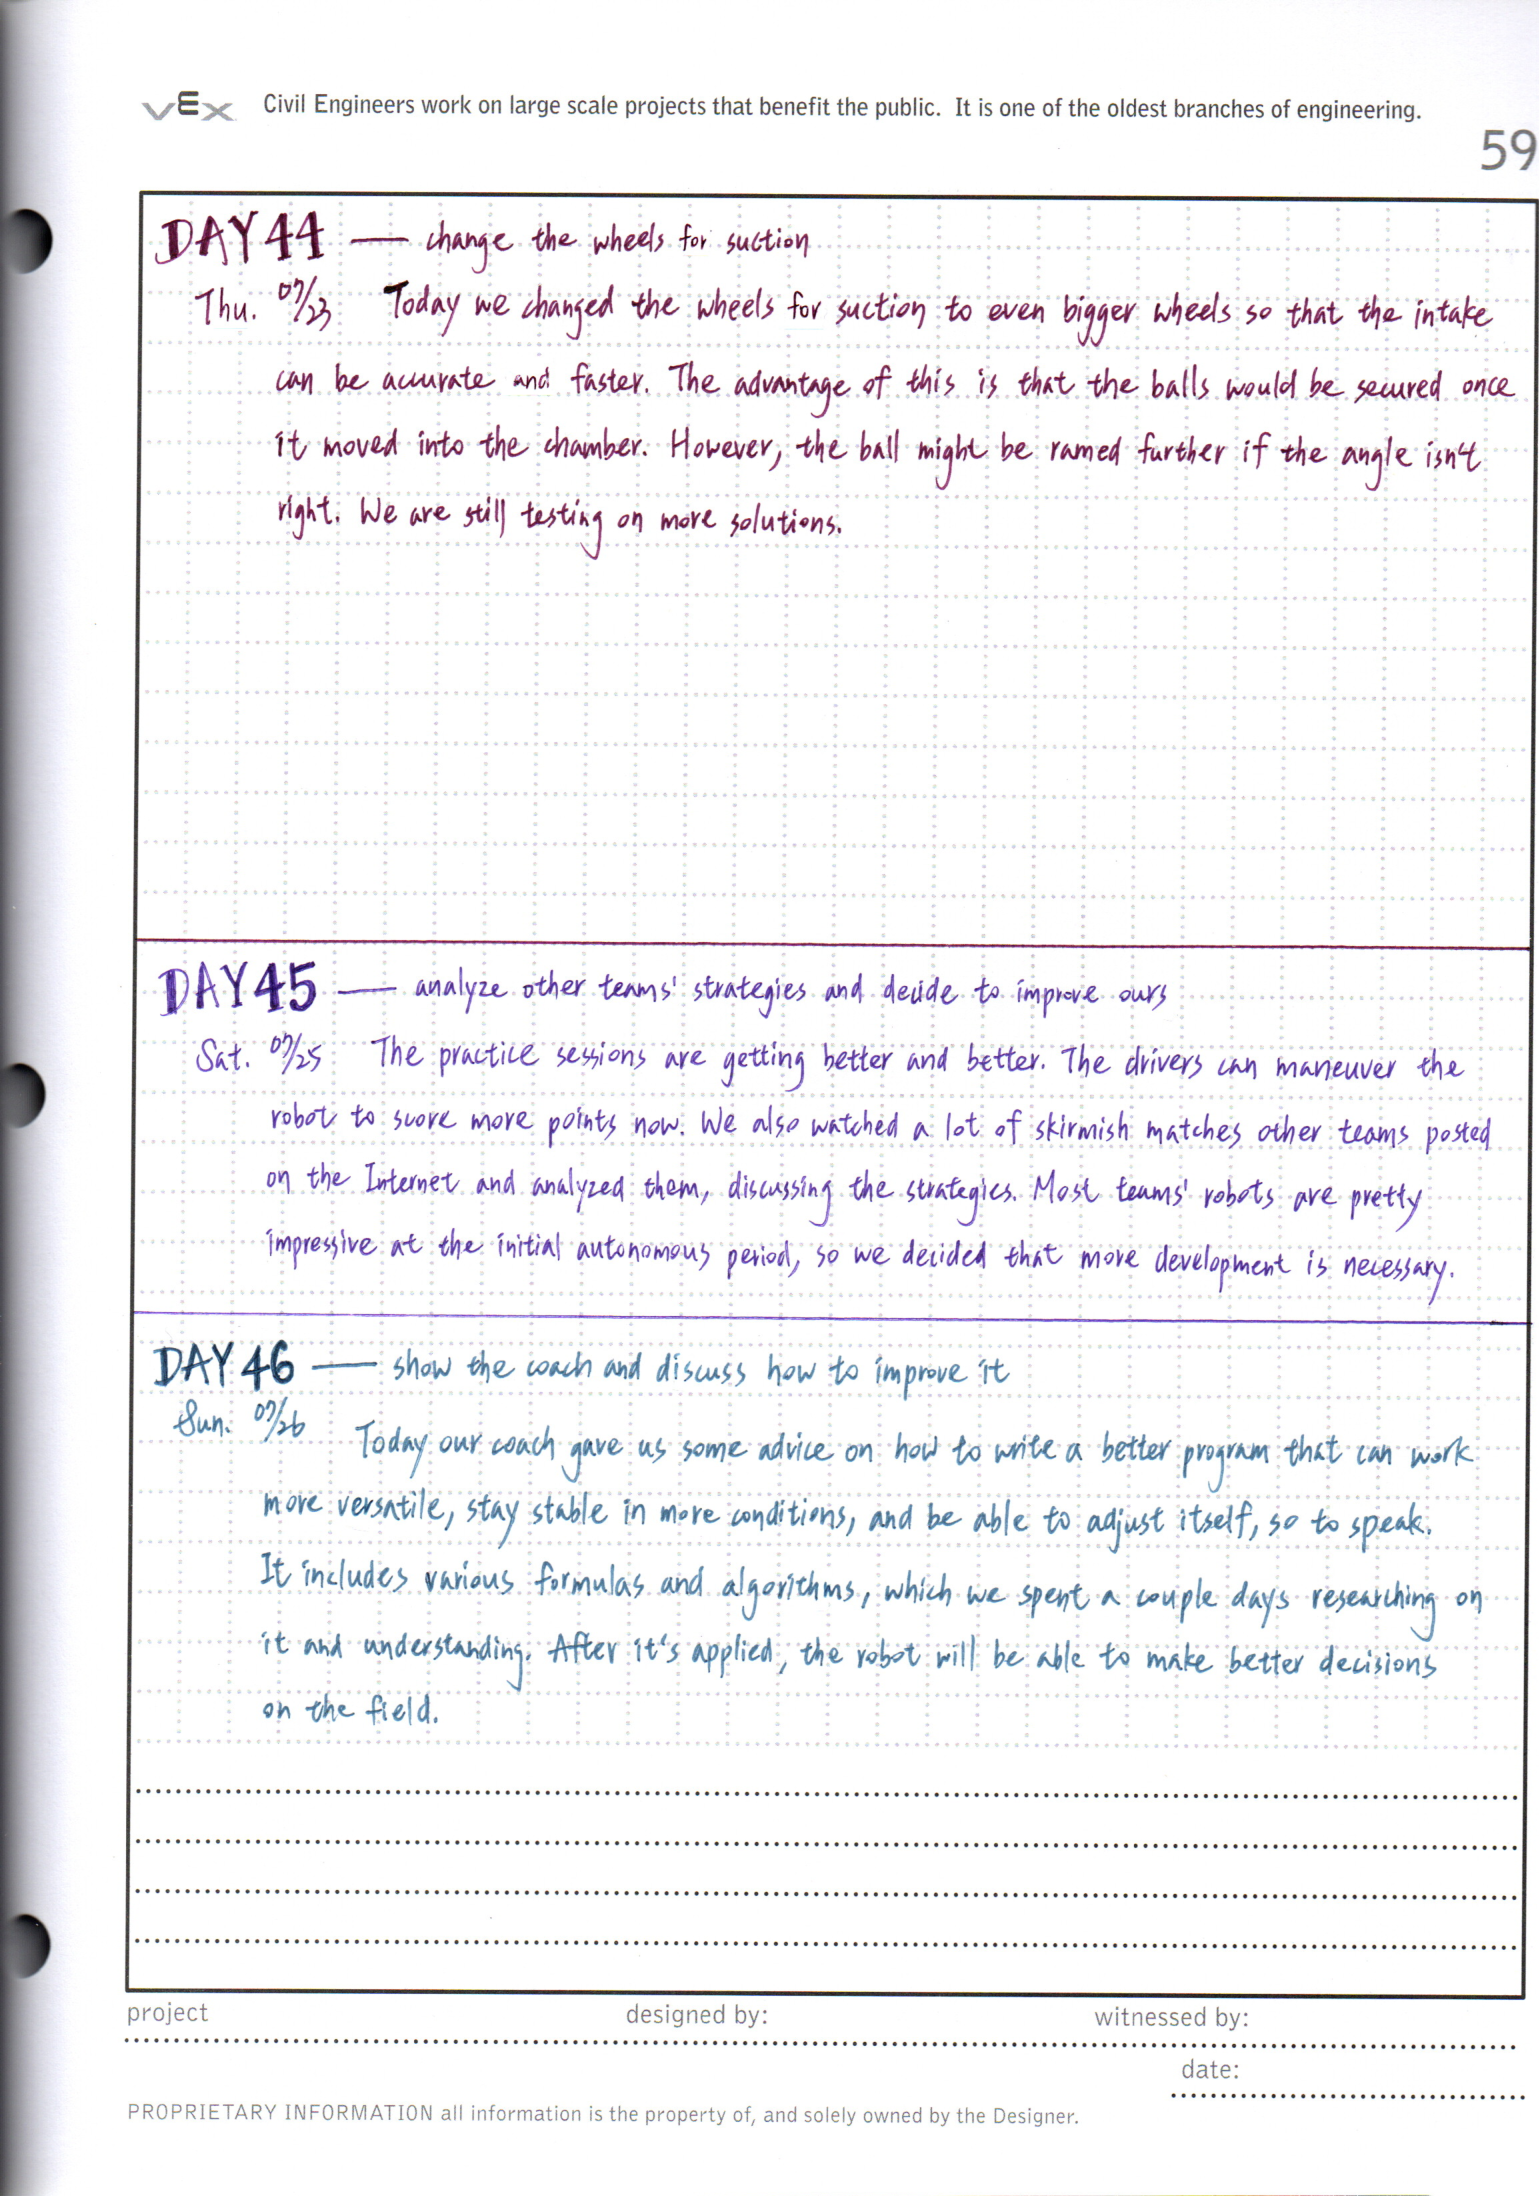 VEX Civil Engineers work on large scale projects that benefit the public. It is one of the oldest branches of engineering.
59
DAY 44 — change the wheels for suction
Thu. 07/23 Today we changed the wheels for suction to even bigger wheels so that the intake
can be accurate and faster. The advantage of this is that the balls would be secured once
it moved into the chamber. However, the ball might be ramed further if the angle isn't
right. We are still testing on more solutions.
DAY 45 — analyze other teams' strategies and decide to improve ours
Sat. 07/25 The practice sessions are getting better and better. The drivers can maneuver the
robot to score more points now. We also watched a lot of skirmish matches other teams posted
on the Internet and analyzed them, discussing the strategies. Most teams' robots are pretty
impressive at the initial autonomous period, so we decided that more development is necessary.
DAY 46 — show the coach and discuss how to improve it
Sun. 07/26 Today our coach gave us some advice on how to write a better program that can work
more versatile, stay stable in more conditions, and be able to adjust itself, so to speak.
It includes various formulas and algorithms, which we spent a couple days researching on
it and understanding. After it's applied, the robot will be able to make better decisions
on the field.
project designed by: witnessed by:
date:
PROPRIETARY INFORMATION all information is the property of, and solely owned by the Designer.